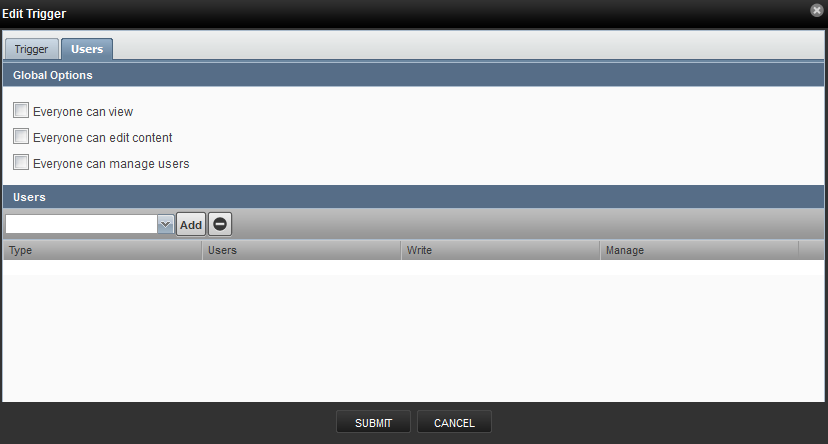 Edit Trigger
Trigger Users
Global Options
Everyone can view
Everyone can edit content
Everyone can manage users
Users
Add
Type Users Write Manage
SUBMIT CANCEL